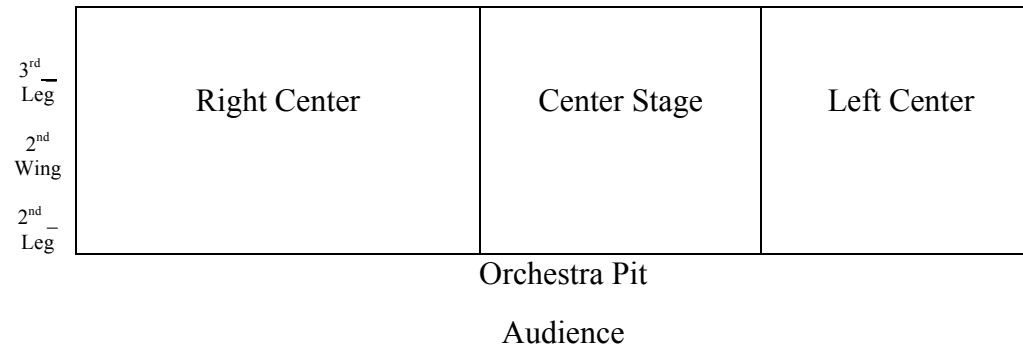 3rd _
Leg
Right Center
Center Stage
Left Center
2nd
Wing
2nd _
Leg
Orchestra Pit
Audience